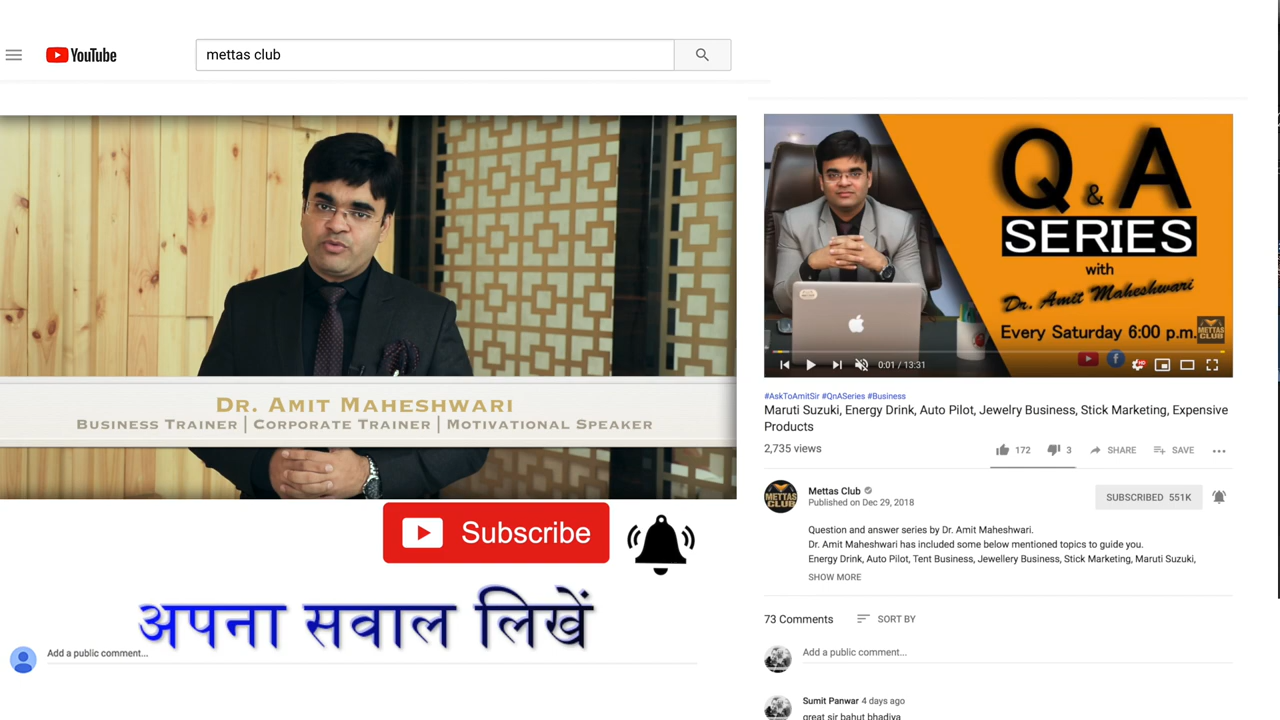 YouTube
mettas club
DR. AMIT MAHESHWARI
BUSINESS TRAINER | CORPORATE TRAINER | MOTIVATIONAL SPEAKER
Subscribe
अपना सवाल लिखें
Add a public comment...
Q & A
SERIES
with
Dr. Amit Maheshwari
Every Saturday 6:00 p.m.
METTAS
CLUB
0:01 / 13:31
HD
#AskToAmitSir #QnASeries #Business
Maruti Suzuki, Energy Drink, Auto Pilot, Jewelry Business, Stick Marketing, Expensive
Products
2,735 views
172 3 SHARE SAVE
METTAS
CLUB
Mettas Club
Published on Dec 29, 2018
SUBSCRIBED 551K
Question and answer series by Dr. Amit Maheshwari.
Dr. Amit Maheshwari has included some below mentioned topics to guide you.
Energy Drink, Auto Pilot, Tent Business, Jewellery Business, Stick Marketing, Maruti Suzuki,
SHOW MORE
73 Comments SORT BY
Add a public comment...
Sumit Panwar 4 days ago
great sir bahut bhadiya